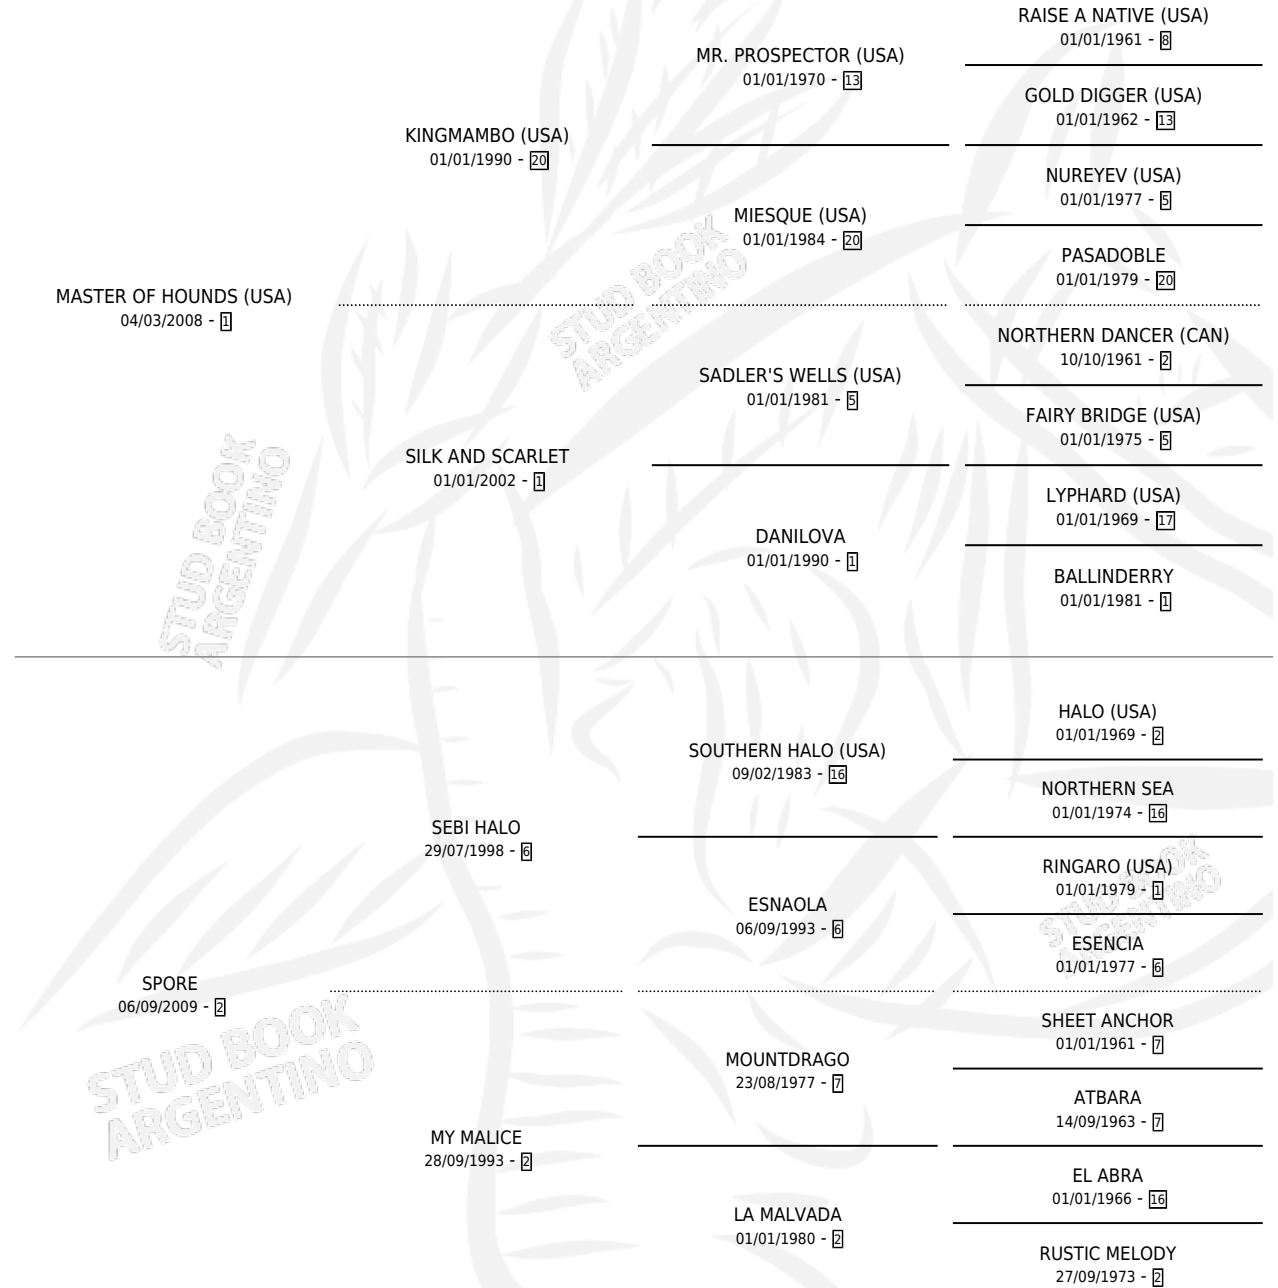 RAISE A NATIVE (USA)
01/01/1961 - 8
MR. PROSPECTOR (USA)
01/01/1970 - 13
GOLD DIGGER (USA)
01/01/1962 - 13
KINGMAMBO (USA)
01/01/1990 - 20
NUREYEV (USA)
01/01/1977 - 5
MIESQUE (USA)
01/01/1984 - 20
PASADOBLE
01/01/1979 - 20
MASTER OF HOUNDS (USA)
04/03/2008 - 1
NORTHERN DANCER (CAN)
10/10/1961 - 2
SADLER'S WELLS (USA)
01/01/1981 - 5
FAIRY BRIDGE (USA)
01/01/1975 - 5
SILK AND SCARLET
01/01/2002 - 1
LYPHARD (USA)
01/01/1969 - 17
DANILOVA
01/01/1990 - 1
BALLINDERRY
01/01/1981 - 1
STUD BOOK
ARGENTINO
STUD BOOK
ARGENTINO
HALO (USA)
01/01/1969 - 2
SOUTHERN HALO (USA)
09/02/1983 - 16
NORTHERN SEA
01/01/1974 - 16
SEBI HALO
29/07/1998 - 6
RINGARO (USA)
01/01/1979 - 1
ESNAOLA
06/09/1993 - 6
ESENCIA
01/01/1977 - 6
SPORE
06/09/2009 - 2
SHEET ANCHOR
01/01/1961 - 7
MOUNTDRAGO
23/08/1977 - 7
ATBARA
14/09/1963 - 7
MY MALICE
28/09/1993 - 2
EL ABRA
01/01/1966 - 16
LA MALVADA
01/01/1980 - 2
RUSTIC MELODY
27/09/1973 - 2
STUD BOOK
ARGENTINO
STUD BOOK
ARGENTINO